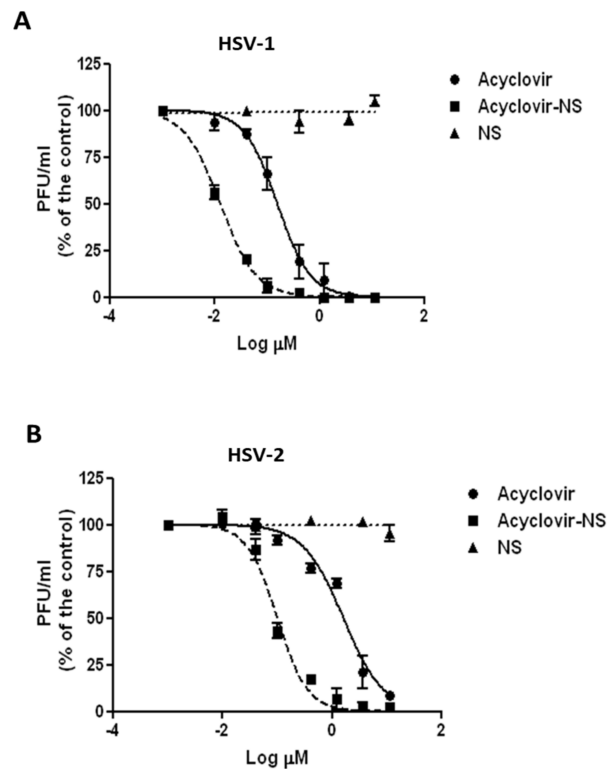 A
HSV-1
125
100
75
50
25
0
-4
-2
0
2
PFU/ml
(% of the control)
Log μM
Acyclovir
Acyclovir-NS
NS
B
HSV-2
125
100
75
50
25
0
-4
-2
0
2
PFU/ml
(% of the control)
Log μM
Acyclovir
Acyclovir-NS
NS